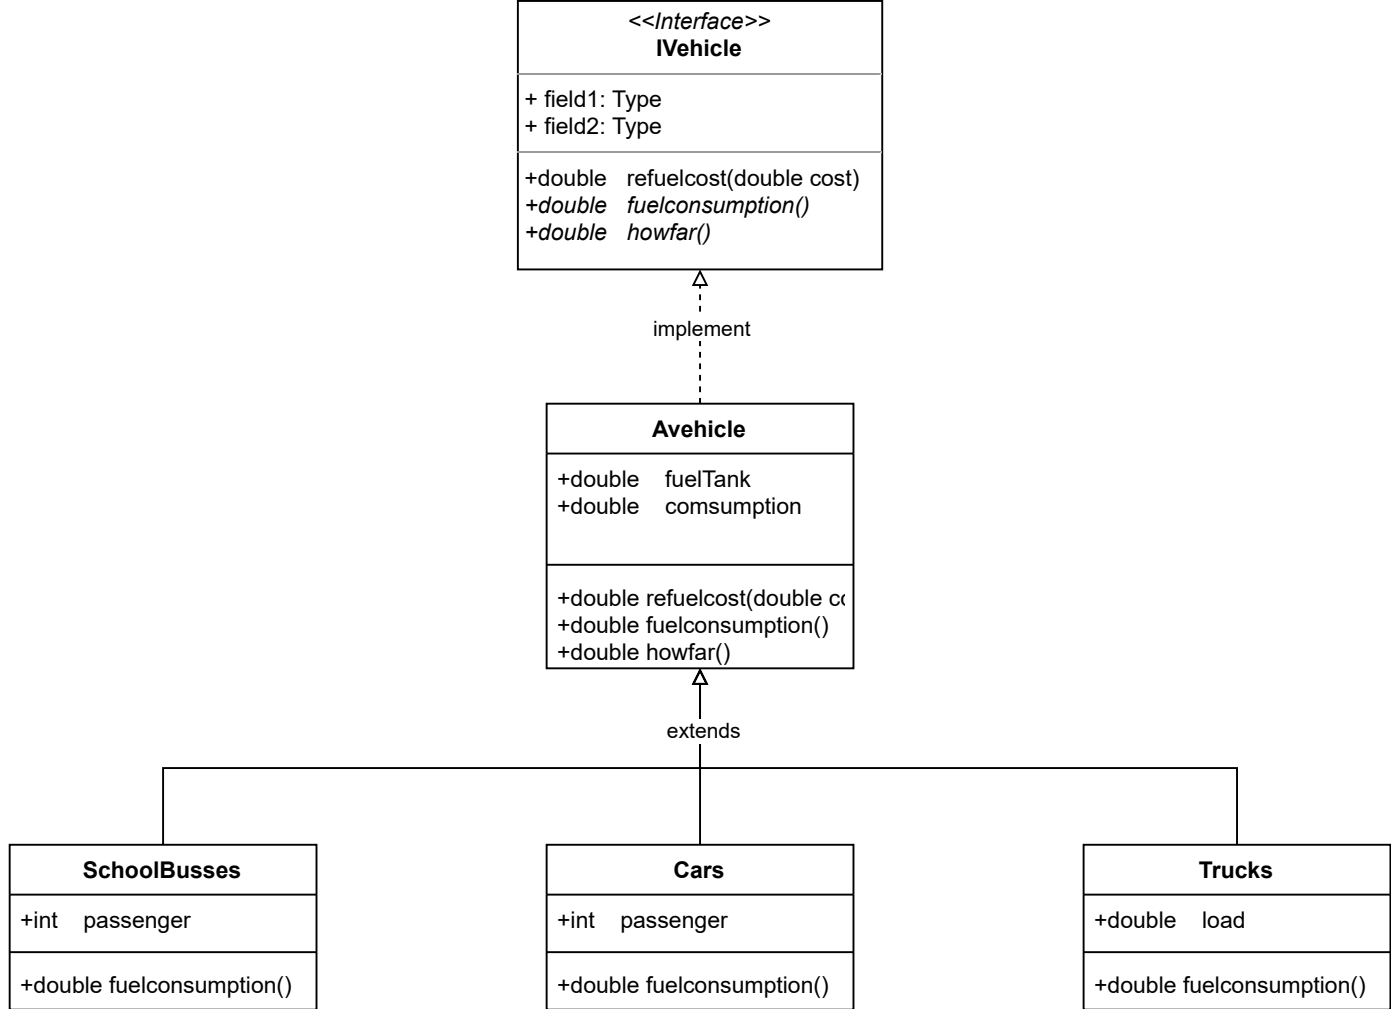 <<Interface>>
IVehicle
+ field1: Type
+ field2: Type
+double refuelcost(double cost)
+double fuelconsumption()
+double howfar()
implement
Avehicle
+double fuelTank
+double comsumption
+double refuelcost(double
+double fuelconsumption()
+double howfar()
extends
SchoolBusses
+int passenger
+double fuelconsumption()
Cars
+int passenger
+double fuelconsumption()
Trucks
+double load
+double fuelconsumption()